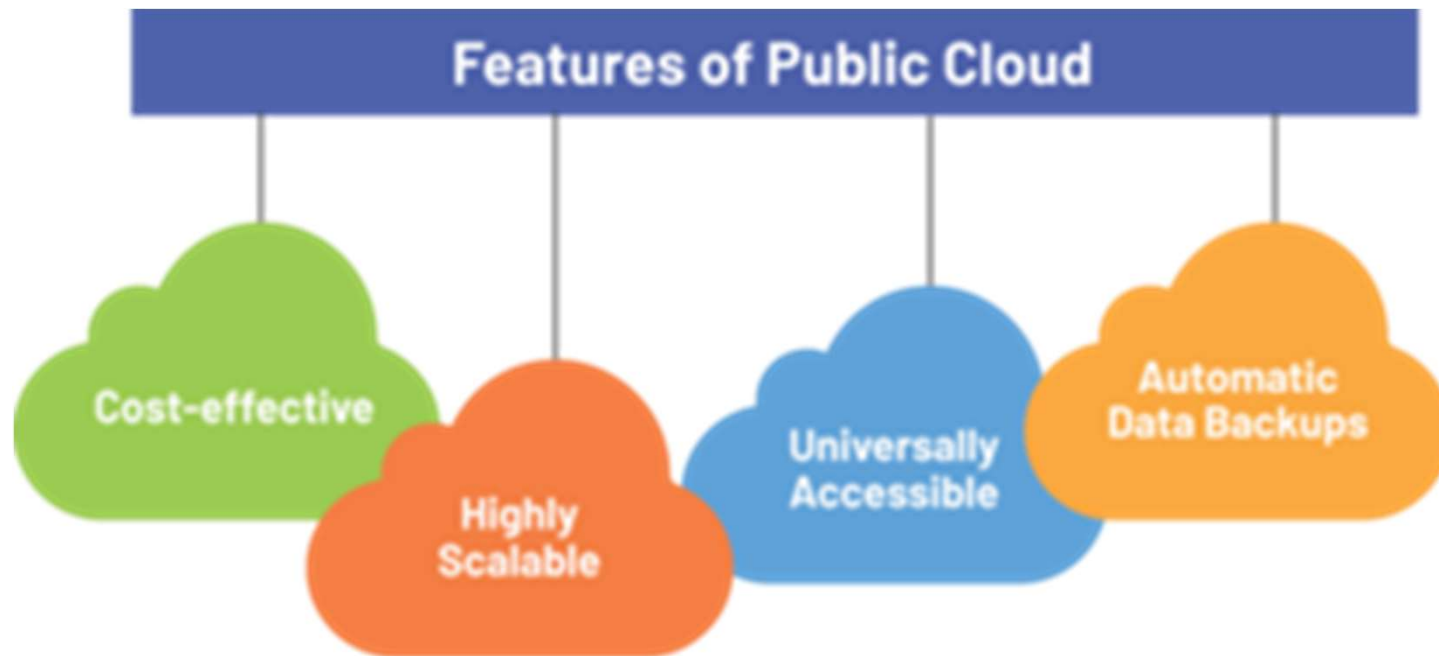 Features of Public Cloud
Cost-effective
Highly
Scalable
Universally
Accessible
Automatic
Data Backups